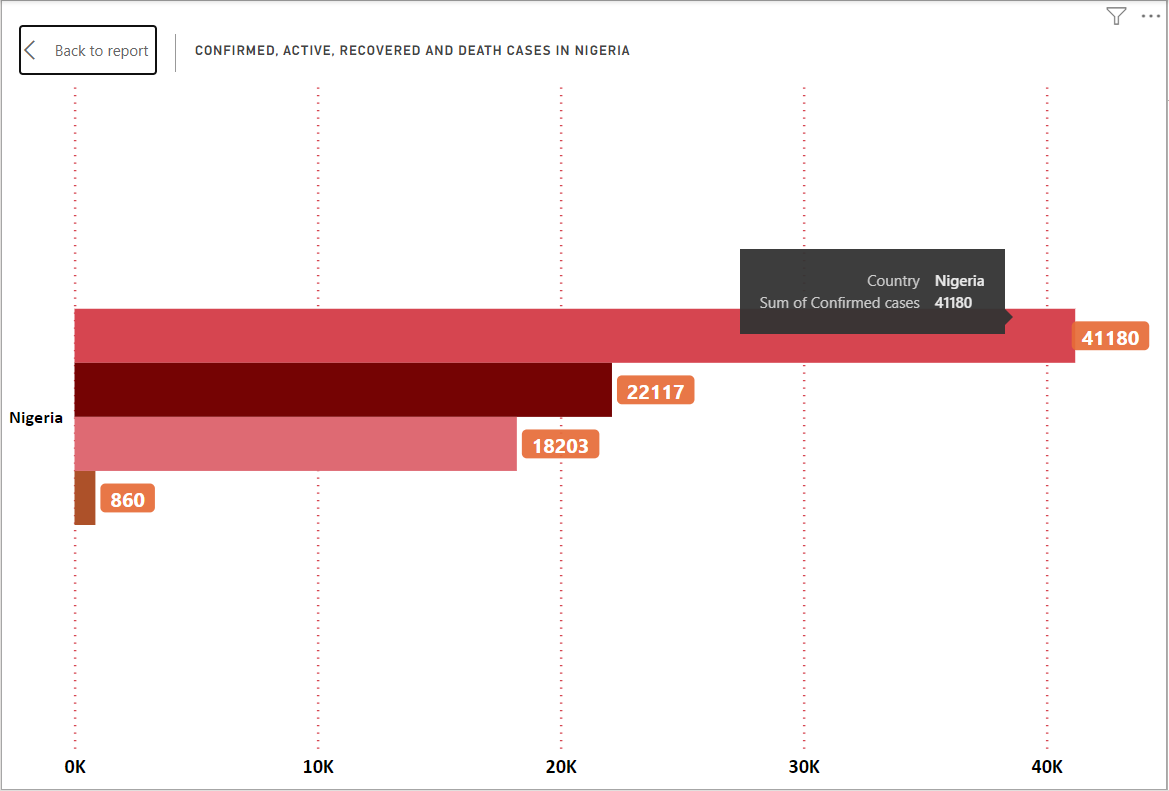 Back to report
CONFIRMED, ACTIVE, RECOVERED AND DEATH CASES IN NIGERIA
Country Nigeria
Sum of Confirmed cases 41180
41180
22117
Nigeria
18203
860
0K 10K 20K 30K 40K